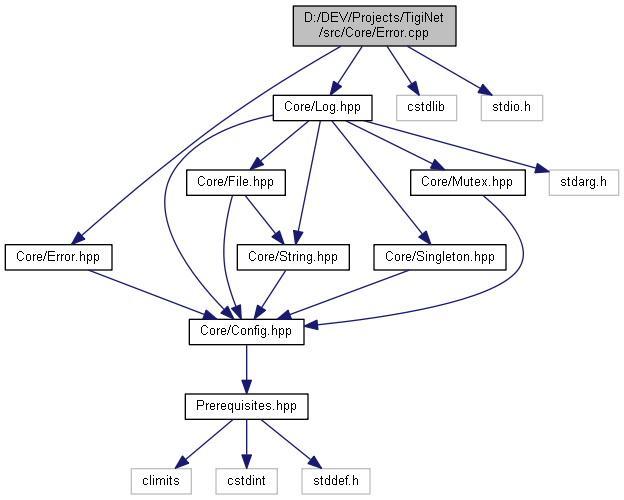 D:/DEV/Projects/TigiNet
/src/Core/Error.cpp
Core/Log.hpp
cstdlib
stdio.h
Core/File.hpp
Core/Mutex.hpp
stdarg.h
Core/Error.hpp
Core/String.hpp
Core/Singleton.hpp
Core/Config.hpp
Prerequisites.hpp
climits
cstdint
stddef.h